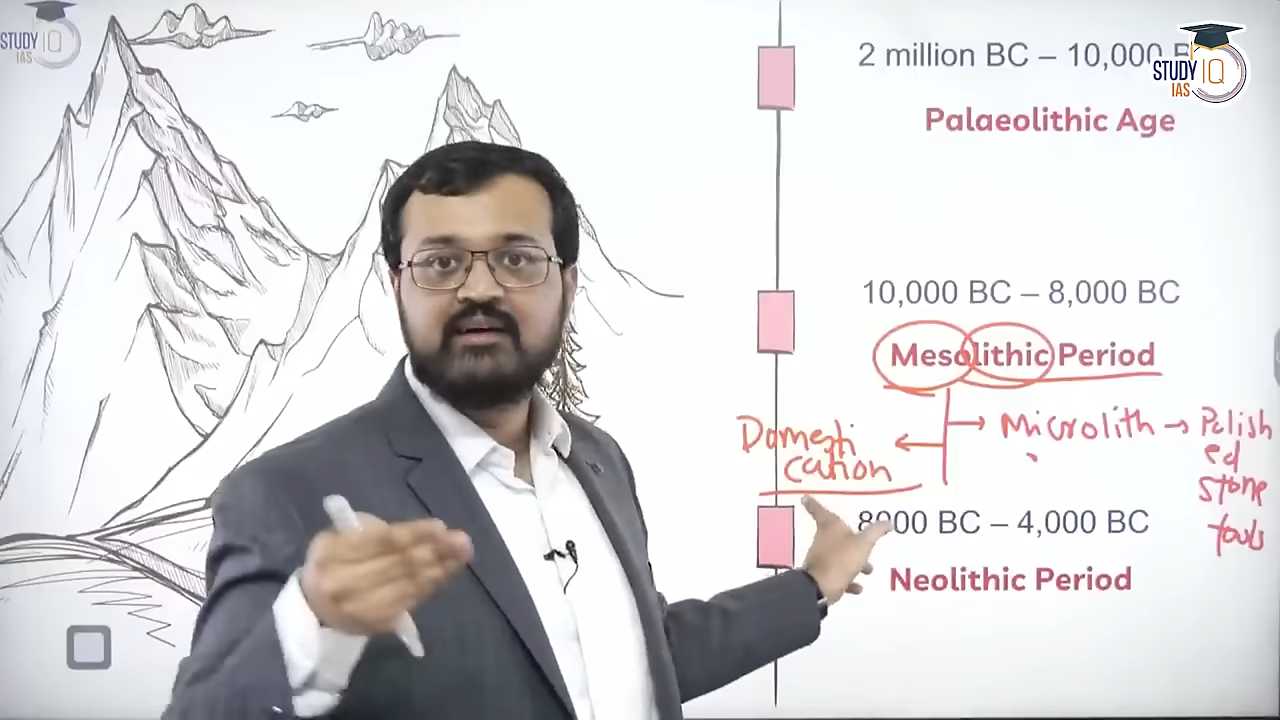 STUDY IQ
IAS
STUDY IQ
IAS
2 million BC – 10,000 B
Palaeolithic Age
10,000 BC – 8,000 BC
Mesolithic Period
Domesti
cation
Microlith → Polish
ed
stone
tools
8000 BC – 4,000 BC
Neolithic Period